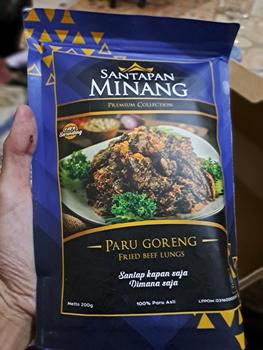 SANTAPAN
MINANG
PREMIUM COLLECTION
PARU GORENG
FRIED BEEF LUNGS
Santap kapan saja
Dimana saja
Netto 200g
100% Paru Asli
LPPOM